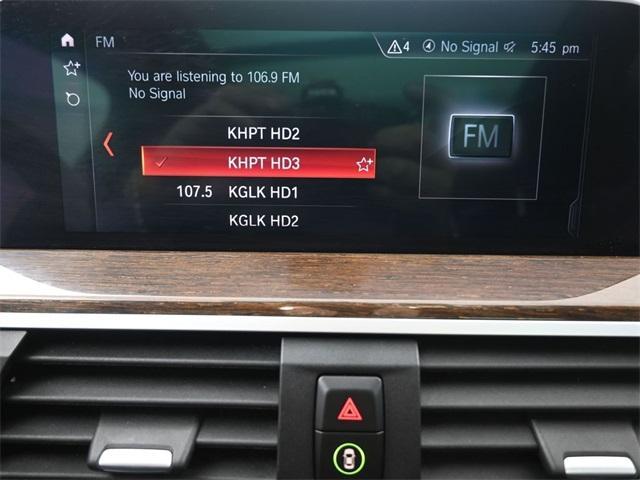 FM
4 No Signal 5:45 pm
You are listening to 106.9 FM
No Signal
KHPT HD2
KHPT HD3
107.5 KGLK HD1
KGLK HD2
FM